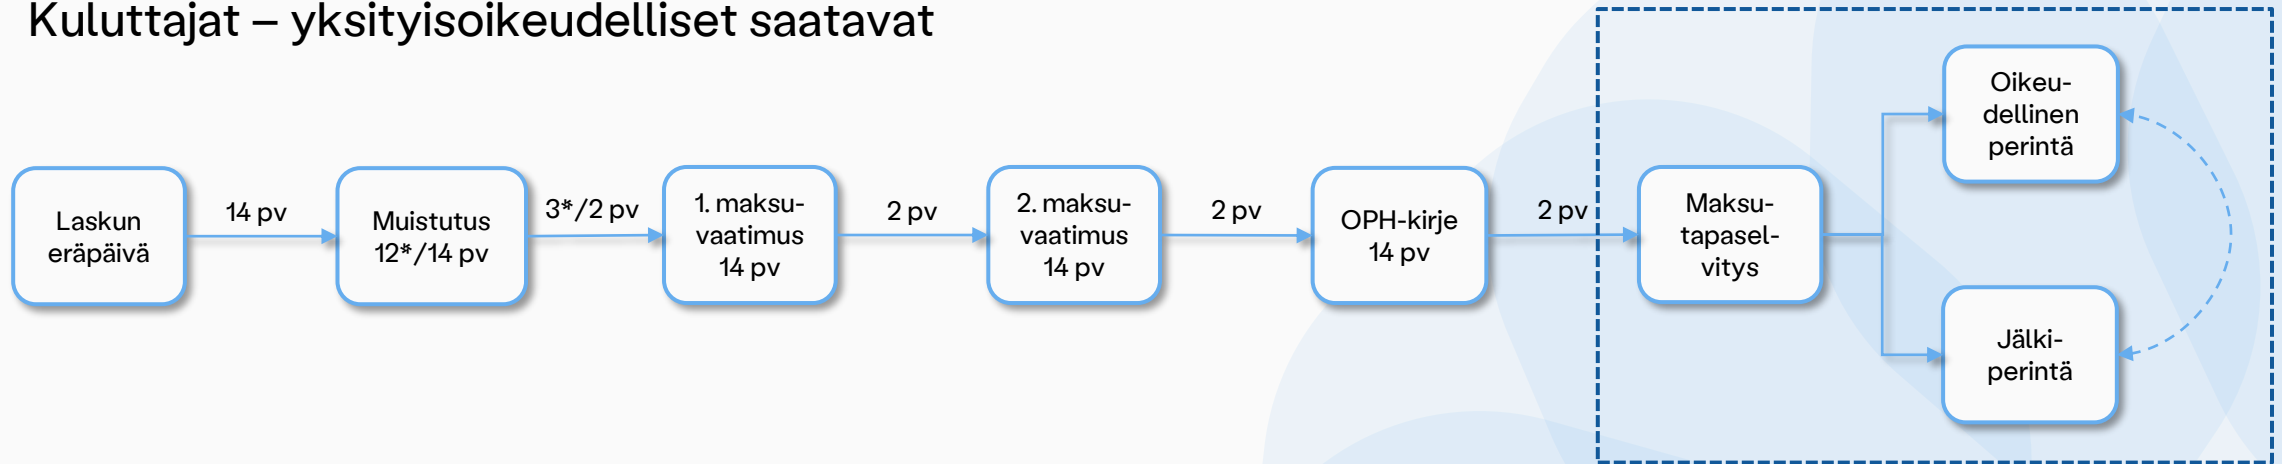 Kuluttajat – yksityisoikeudelliset saatavat
Laskun
eräpäivä
14 pv
Muistutus
12*/14 pv
3*/2 pv
1. maksu-
vaatimus
14 pv
2 pv
2. maksu-
vaatimus
14 pv
2 pv
OPH-kirje
14 pv
2 pv
Maksu-
tapasel-
vitys
Oikeu-
dellinen
perintä
Jälki-
perintä